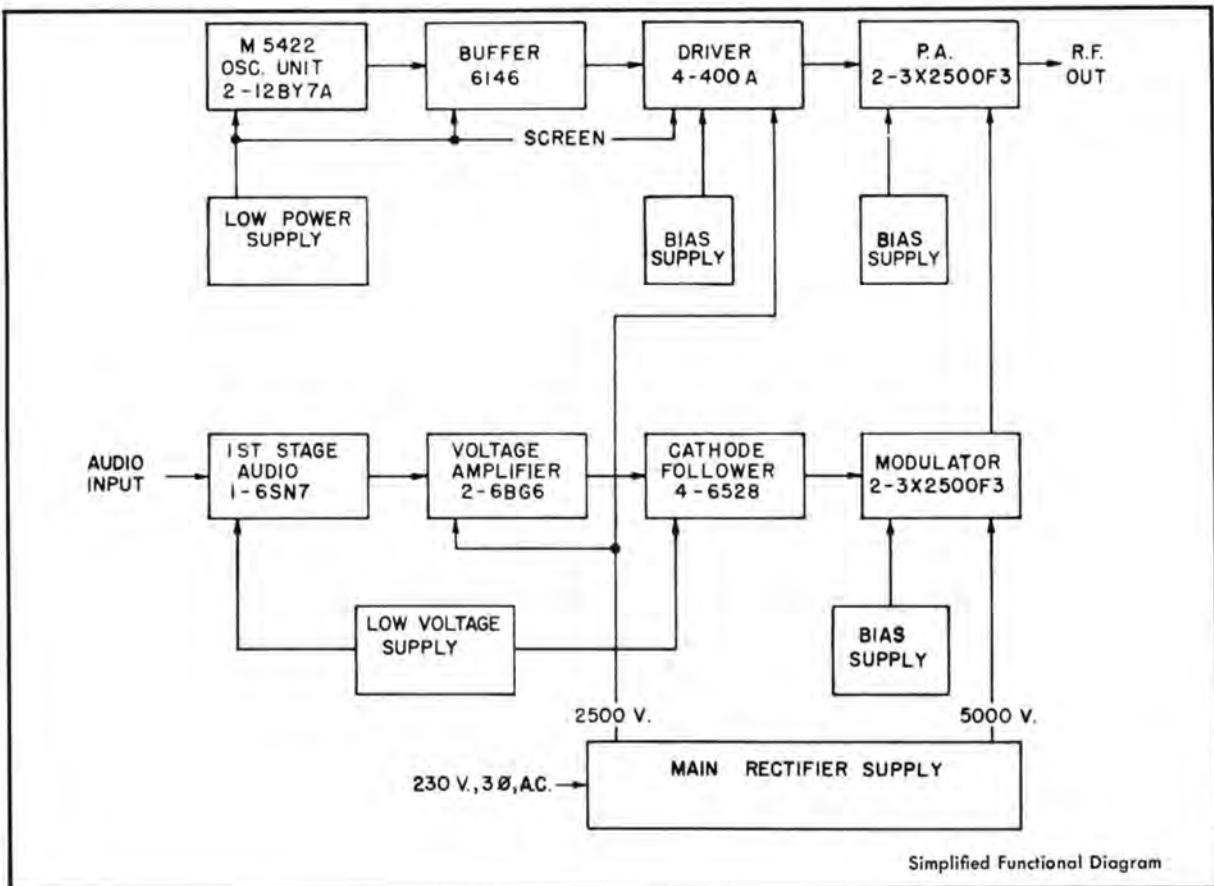 M 5422
OSC. UNIT
2-12BY7A
BUFFER
6146
DRIVER
4-400A
P.A.
2-3X2500F3
R.F.
OUT
SCREEN
LOW POWER
SUPPLY
BIAS
SUPPLY
BIAS
SUPPLY
AUDIO
INPUT
1ST STAGE
AUDIO
1-6SN7
VOLTAGE
AMPLIFIER
2-6BG6
CATHODE
FOLLOWER
4-6528
MODULATOR
2-3X2500F3
LOW VOLTAGE
SUPPLY
BIAS
SUPPLY
2500 V.
5000 V.
230 V., 3Ø, A.C.
MAIN RECTIFIER SUPPLY
Simplified Functional Diagram